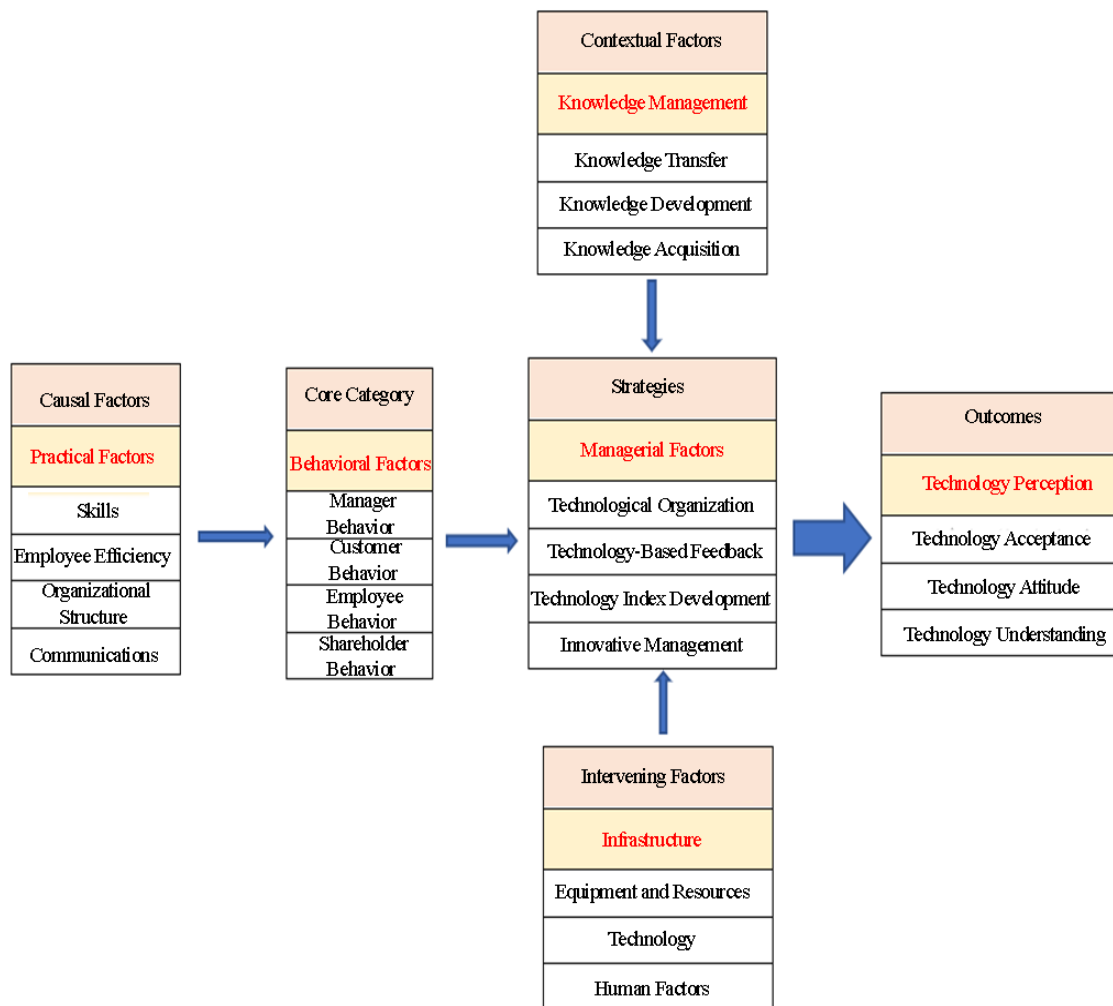 Contextual Factors
Knowledge Management
Knowledge Transfer
Knowledge Development
Knowledge Acquisition
Causal Factors
Practical Factors
Skills
Employee Efficiency
Organizational
Structure
Communications
Core Category
Behavioral Factors
Manager
Behavior
Customer
Behavior
Employee
Behavior
Shareholder
Behavior
Strategies
Managerial Factors
Technological Organization
Technology-Based Feedback
Technology Index Development
Innovative Management
Outcomes
Technology Perception
Technology Acceptance
Technology Attitude
Technology Understanding
Intervening Factors
Infrastructure
Equipment and Resources
Technology
Human Factors